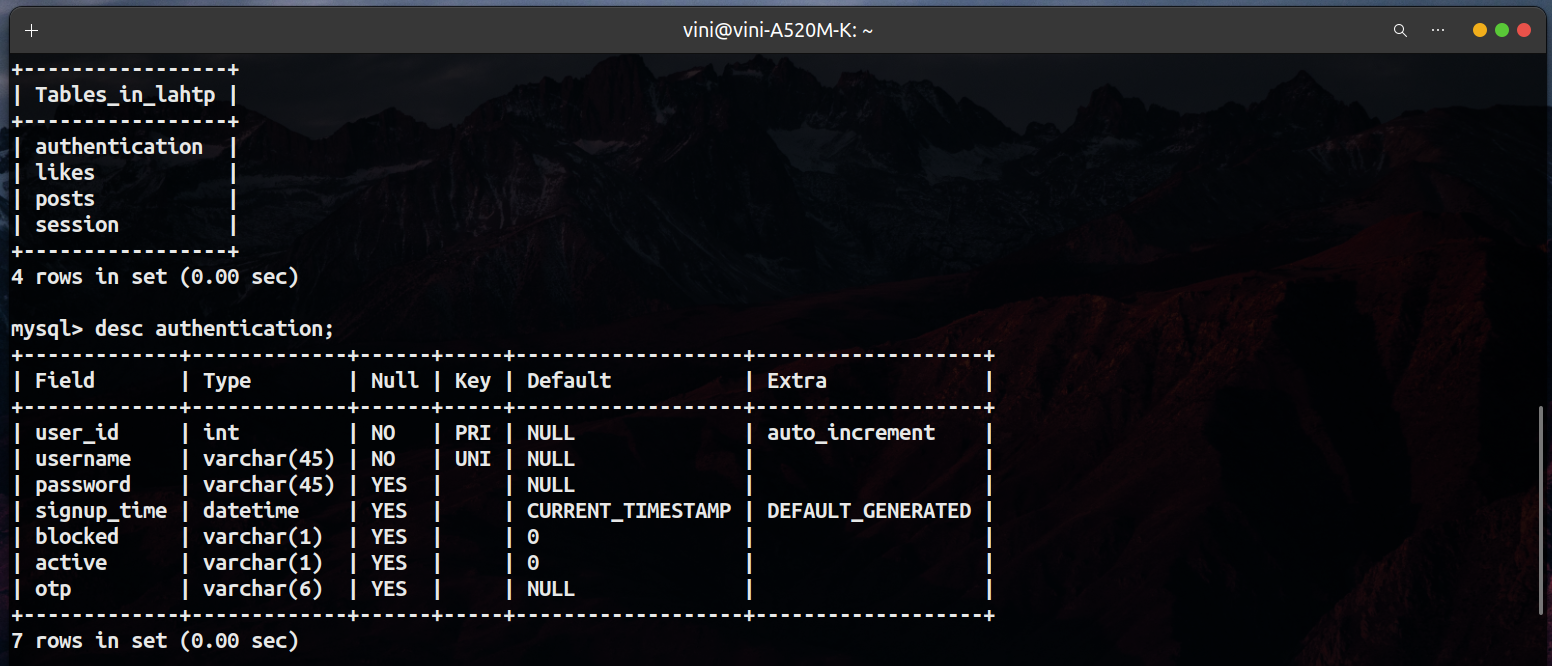 +
vini@vini-A520M-K: ~
+-----------------+
| Tables_in_lahtp |
+-----------------+
| authentication  |
| likes           |
| posts           |
| session         |
+-----------------+
4 rows in set (0.00 sec)

mysql> desc authentication;
+-------------+-------------+------+-----+-------------------+-------------------+
| Field       | Type        | Null | Key | Default           | Extra             |
+-------------+-------------+------+-----+-------------------+-------------------+
| user_id     | int         | NO   | PRI | NULL              | auto_increment    |
| username    | varchar(45) | NO   | UNI | NULL              |                   |
| password    | varchar(45) | YES  |     | NULL              |                   |
| signup_time | datetime    | YES  |     | CURRENT_TIMESTAMP | DEFAULT_GENERATED |
| blocked     | varchar(1)  | YES  |     | 0                 |                   |
| active      | varchar(1)  | YES  |     | 0                 |                   |
| otp         | varchar(6)  | YES  |     | NULL              |                   |
+-------------+-------------+------+-----+-------------------+-------------------+
7 rows in set (0.00 sec)